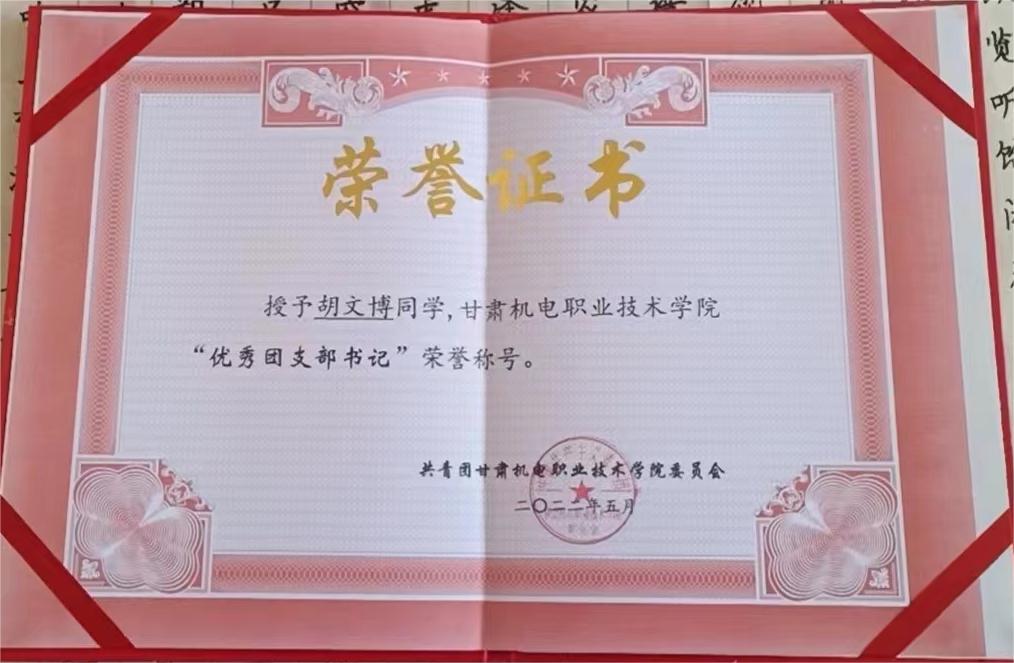 荣誉证书
授予胡文博同学,甘肃机电职业技术学院
“优秀团支部书记”荣誉称号。
共青团甘肃机电职业技术学院委员会
二〇二二年五月
览
听